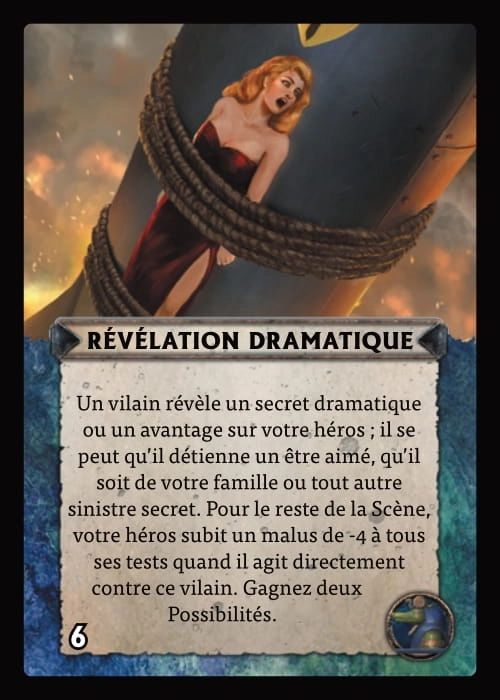 RÉVÉLATION DRAMATIQUE
Un vilain révèle un secret dramatique
ou un avantage sur votre héros ; il se
peut qu'il détienne un être aimé, qu'il
soit de votre famille ou tout autre
sinistre secret. Pour le reste de la Scène,
votre héros subit un malus de -4 à tous
ses tests quand il agit directement
contre ce vilain. Gagnez deux
Possibilités.
6